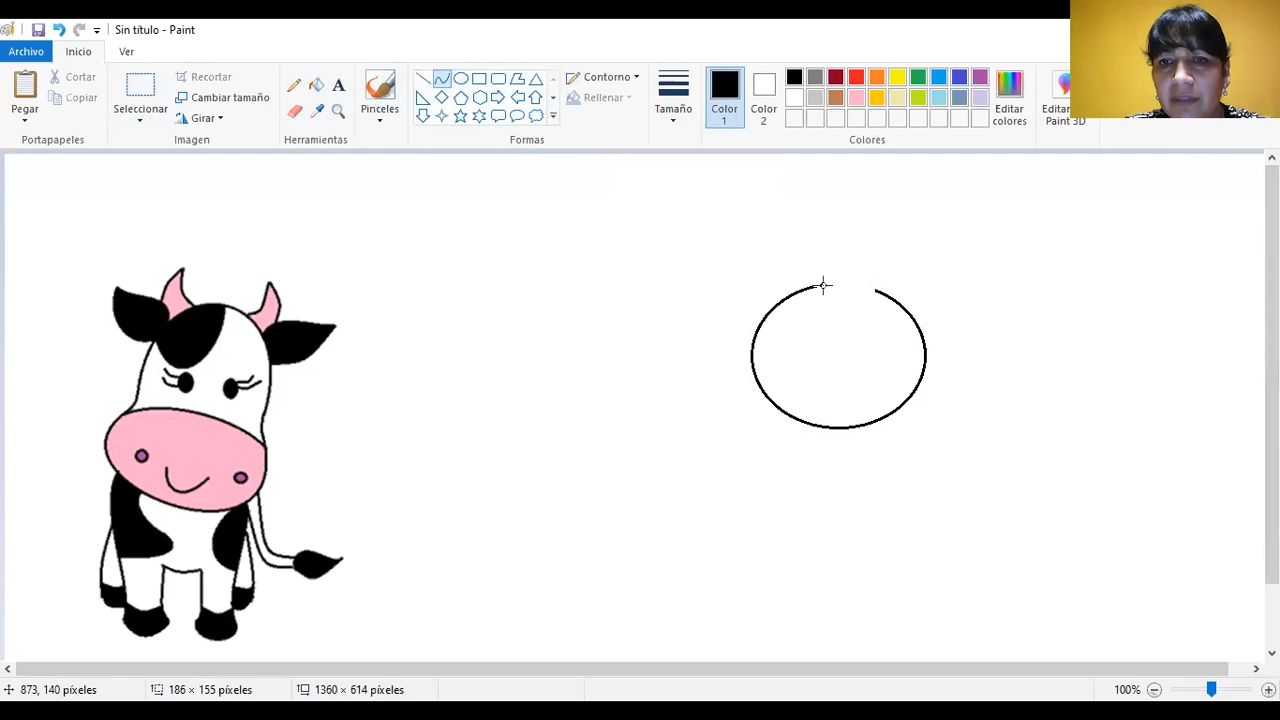 Sin título - Paint
Archivo Inicio Ver
Pegar
Cortar
Copiar
Portapapeles
Seleccionar
Recortar
Cambiar tamaño
Girar
Imagen
A
Herramientas
Pinceles
Contorno
Rellenar
Formas
Tamaño
Color
1
Color
2
Editar
colores
Editar
Paint 3D
Colores
873, 140 píxeles 186 × 155 píxeles 1360 × 614 píxeles 100%